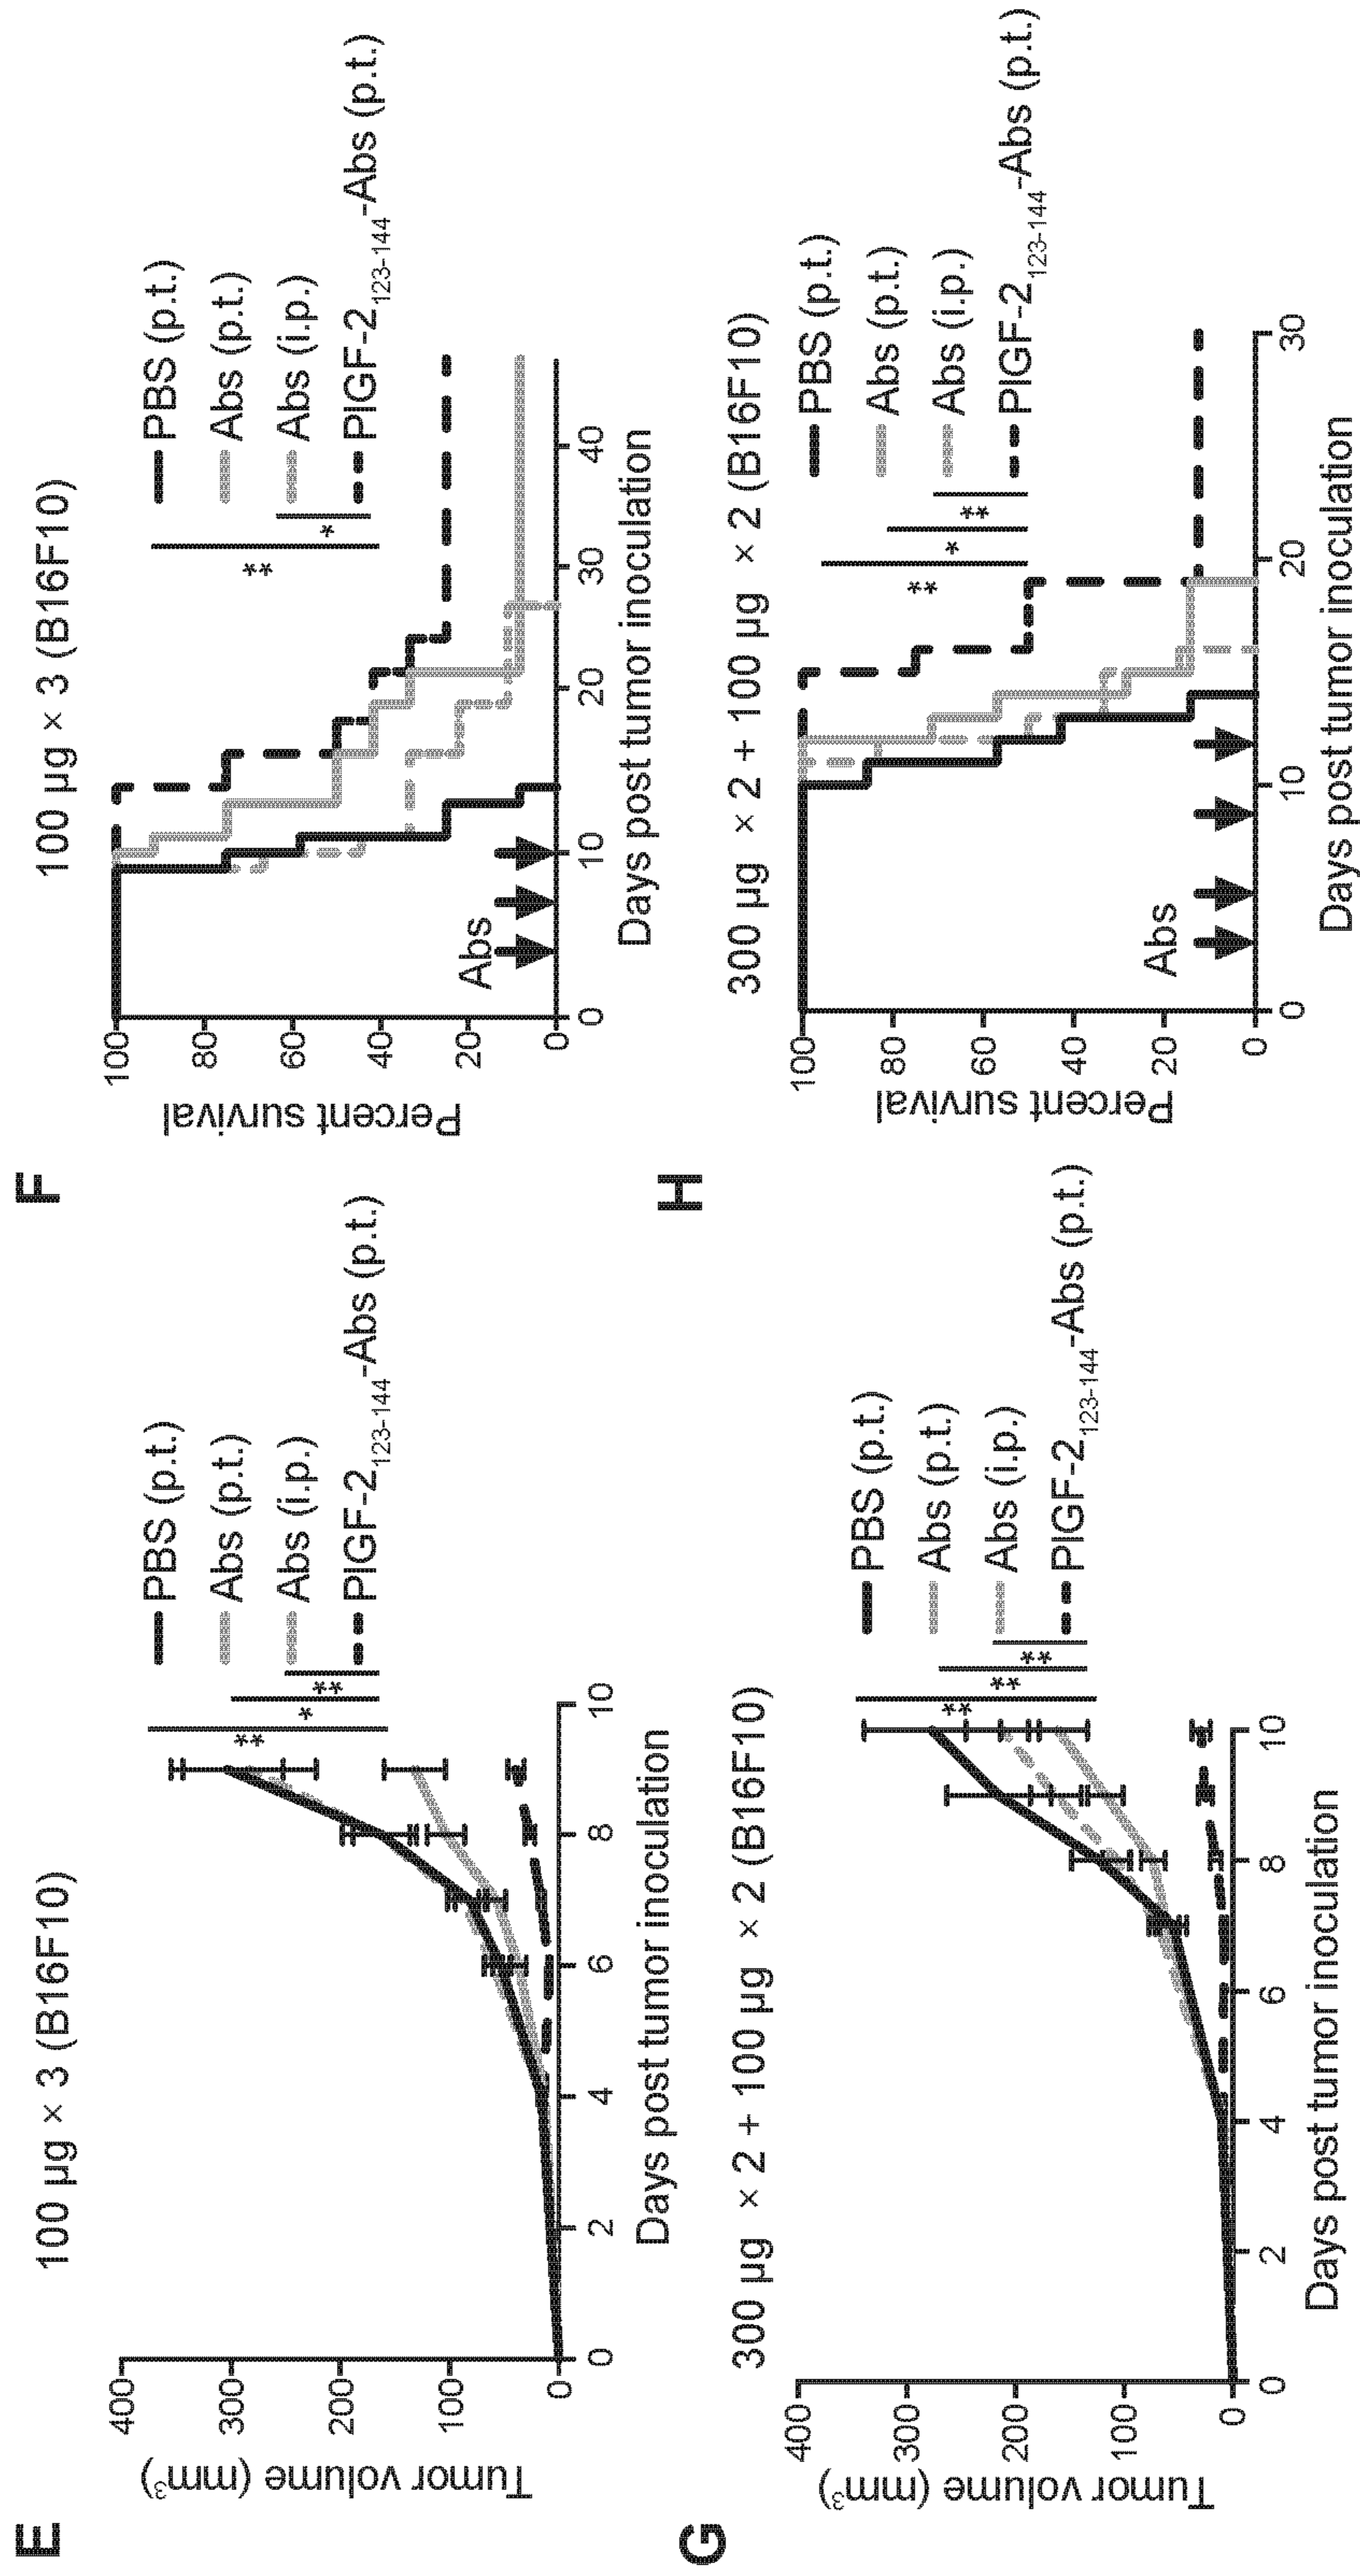 E
100 µg × 3 (B16F10)
Tumor volume (mm³)
400
300
200
100
0
0 2 4 6 8 10
Days post tumor inoculation
PBS (p.t.)
Abs (p.t.)
Abs (i.p.)
PlGF-2123-144-Abs (p.t.)
**
*
**
F
100 µg × 3 (B16F10)
Percent survival
100
80
60
40
20
0
Abs
0 10 20 30 40
Days post tumor inoculation
PBS (p.t.)
Abs (p.t.)
Abs (i.p.)
PlGF-2123-144-Abs (p.t.)
**
*
G
300 µg × 2 + 100 µg × 2 (B16F10)
Tumor volume (mm³)
400
300
200
100
0
0 2 4 6 8 10
Days post tumor inoculation
PBS (p.t.)
Abs (p.t.)
Abs (i.p.)
PlGF-2123-144-Abs (p.t.)
**
**
**
H
300 µg × 2 + 100 µg × 2 (B16F10)
Percent survival
100
80
60
40
20
0
Abs
0 10 20 30
Days post tumor inoculation
PBS (p.t.)
Abs (p.t.)
Abs (i.p.)
PlGF-2123-144-Abs (p.t.)
**
*
**